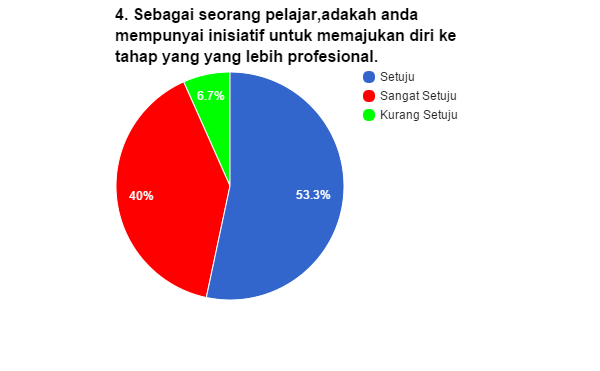 4. Sebagai seorang pelajar,adakah anda
mempunyai inisiatif untuk memajukan diri ke
tahap yang yang lebih profesional.
Setuju
Sangat Setuju
Kurang Setuju
6.7%
40%
53.3%